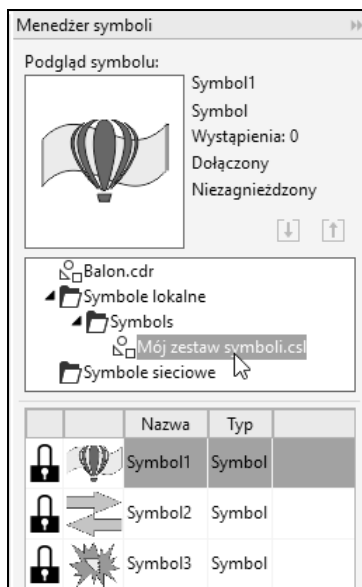 Menedżer symboli
Podgląd symbolu:
Symbol1
Symbol
Wystąpienia: 0
Dołączony
Niezagnieżdzony
Balon.cdr
Symbole lokalne
Symbols
Mój zestaw symboli.csl
Symbole sieciowe
Nazwa Typ
Symbol1 Symbol
Symbol2 Symbol
Symbol3 Symbol